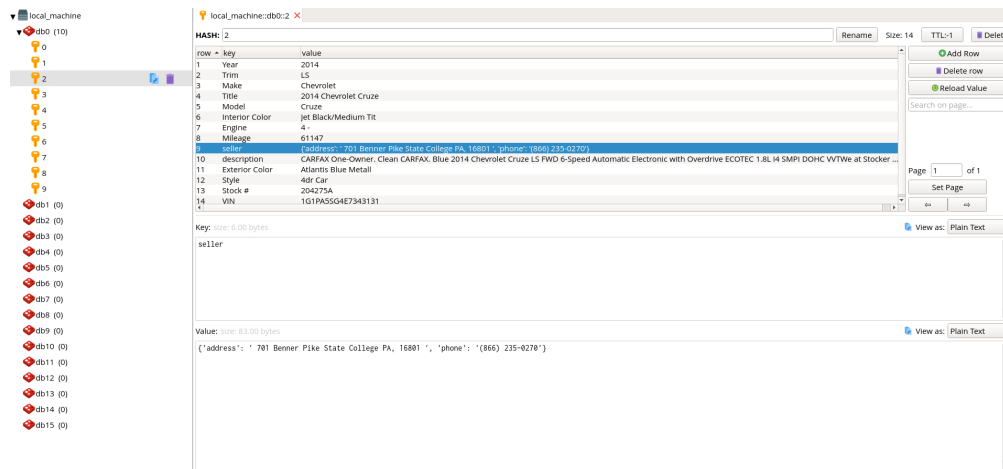 local_machine
db0 (10)
0
1
2
3
4
5
6
7
8
9
db1 (0)
db2 (0)
db3 (0)
db4 (0)
db5 (0)
db6 (0)
db7 (0)
db8 (0)
db9 (0)
db10 (0)
db11 (0)
db12 (0)
db13 (0)
db14 (0)
db15 (0)
local_machine::db0::2
HASH: 2 Rename Size: 14 TTL:-1 Delet
row key value
1 Year 2014
2 Trim LS
3 Make Chevrolet
4 Title 2014 Chevrolet Cruze
5 Model Cruze
6 Interior Color Jet Black/Medium Tit
7 Engine 4 -
8 Mileage 61147
9 seller {'address': ' 701 Benner Pike State College PA, 16801 ', 'phone': '(866) 235-0270'}
10 description CARFAX One-Owner. Clean CARFAX. Blue 2014 Chevrolet Cruze LS FWD 6-Speed Automatic Electronic with Overdrive ECOTEC 1.8L I4 SMPI DOHC VVTWe at Stocker ...
11 Exterior Color Atlantis Blue Metall
12 Style 4dr Car
13 Stock # 204275A
14 VIN 1G1PA5SG4E7343131
Add Row
Delete row
Reload Value
Search on page...
Page 1 of 1
Set Page
Key: size: 6.00 bytes View as: Plain Text
seller
Value: size: 83.00 bytes View as: Plain Text
{'address': ' 701 Benner Pike State College PA, 16801 ', 'phone': '(866) 235-0270'}